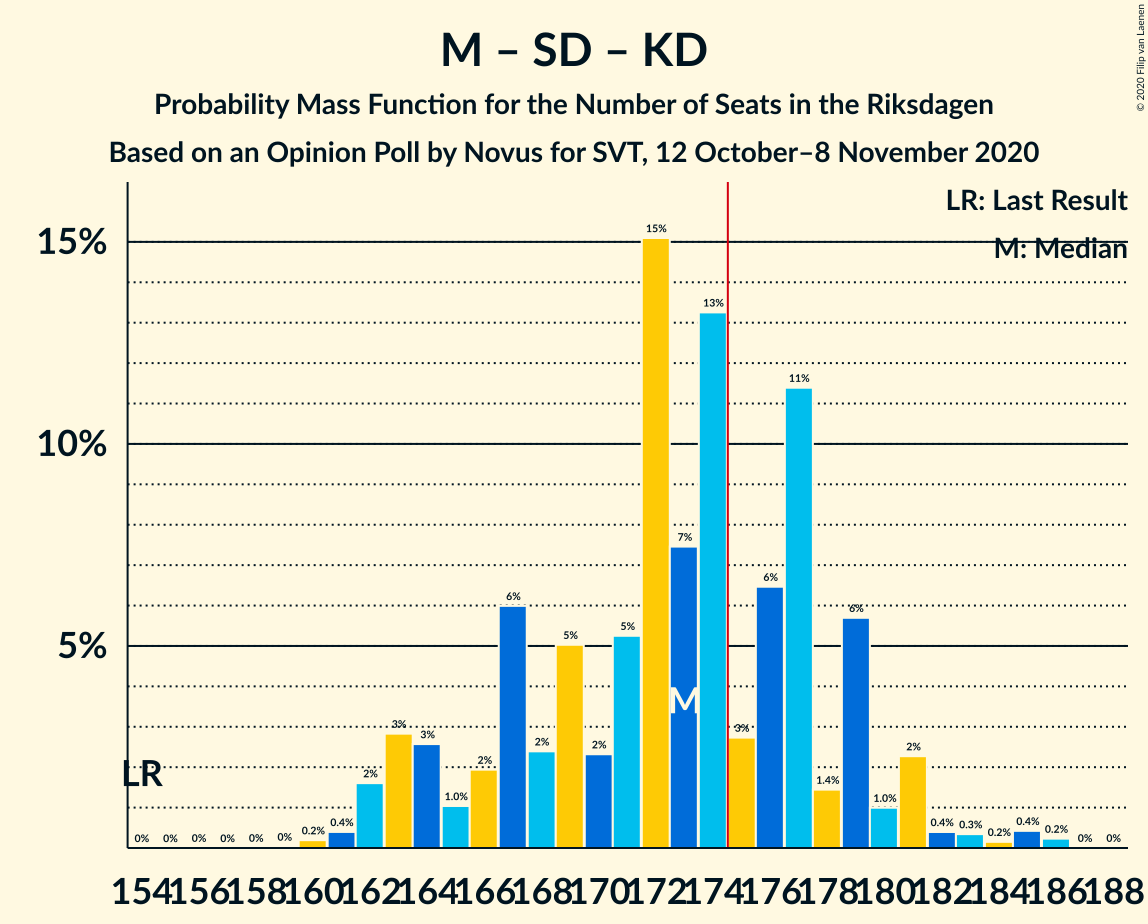 © 2020 Filip van Laenen
M – SD – KD
Probability Mass Function for the Number of Seats in the Riksdagen
Based on an Opinion Poll by Novus for SVT, 12 October–8 November 2020
LR: Last Result
M: Median
15%
10%
5%
LR
M
0% 0% 0% 0% 0% 0% 0.2% 0.4% 2% 3% 3% 1.0% 2% 6% 2% 5% 2% 5% 15% 7% 13% 3% 6% 11% 1.4% 6% 1.0% 2% 0.4% 0.3% 0.2% 0.4% 0.2% 0% 0%
154 156 158 160 162 164 166 168 170 172 174 176 178 180 182 184 186 188